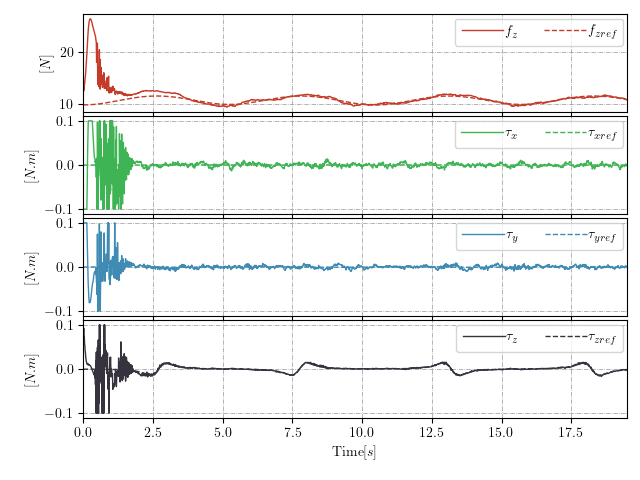 [N]
20
10
f_z
f_zref
[N.m]
0.1
0.0
−0.1
τ_x
τ_xref
[N.m]
0.1
0.0
−0.1
τ_y
τ_yref
[N.m]
0.1
0.0
−0.1
τ_z
τ_zref
0.0 2.5 5.0 7.5 10.0 12.5 15.0 17.5
Time[s]